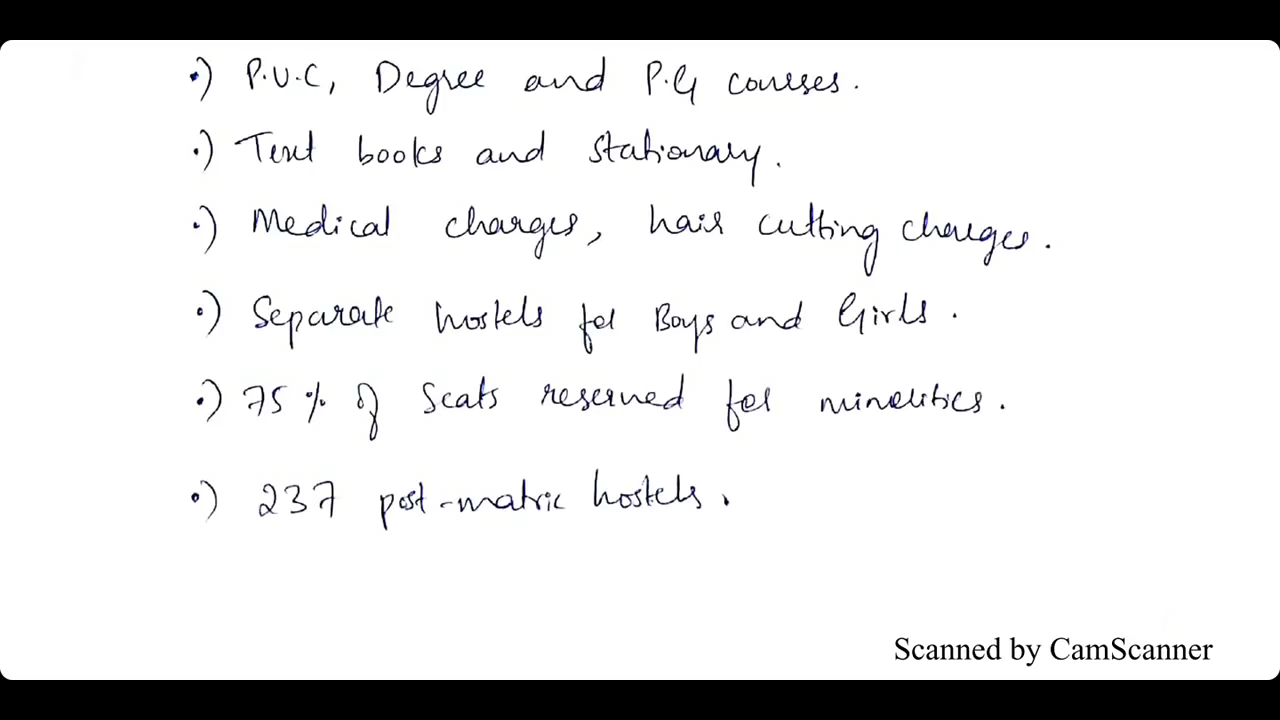 •) P.U.C, Degree and P.G courses.
•) Text books and stationary.
•) Medical charges, hair cutting charges.
•) Separate hostels for Boys and Girls.
•) 75% of Seats reserved for minorities.
•) 237 post-matric hostels.
Scanned by CamScanner